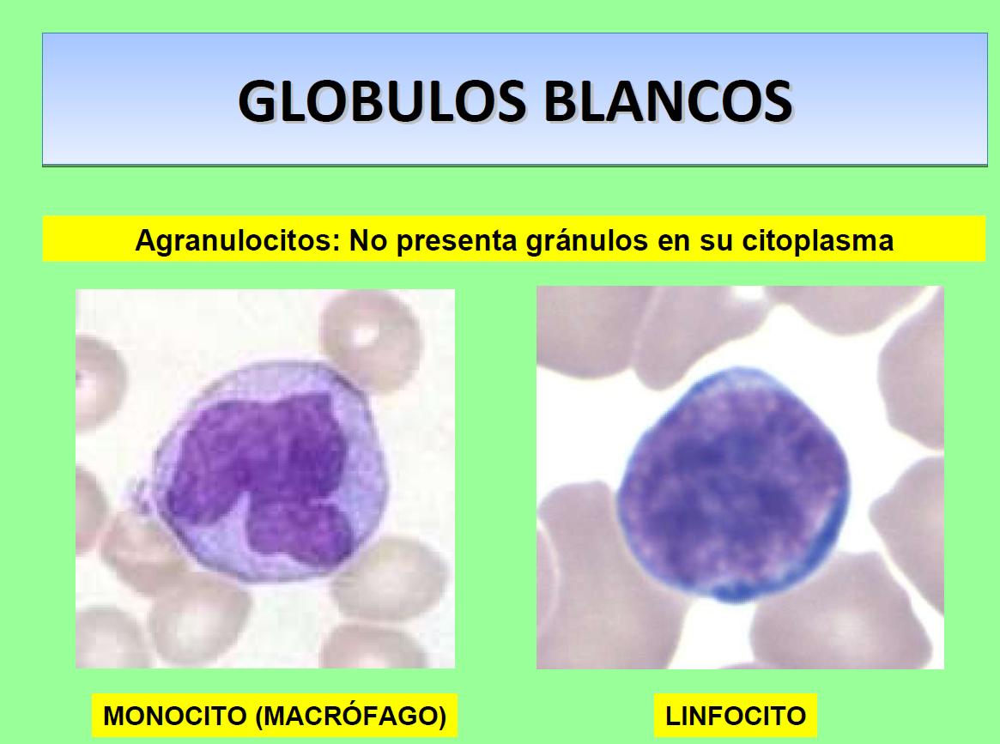 GLOBULOS BLANCOS
Agranulocitos: No presenta gránulos en su citoplasma
MONOCITO (MACRÓFAGO)
LINFOCITO